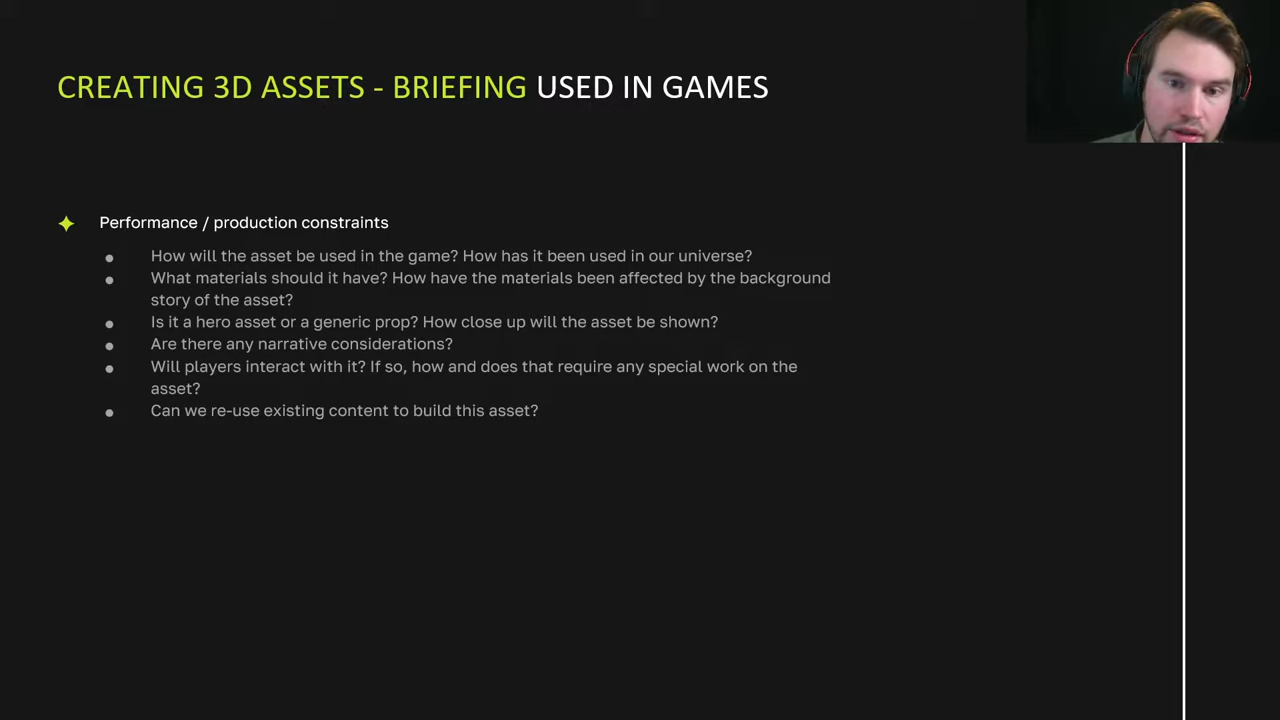 CREATING 3D ASSETS - BRIEFING USED IN GAMES
Performance / production constraints
How will the asset be used in the game? How has it been used in our universe?
What materials should it have? How have the materials been affected by the background
story of the asset?
Is it a hero asset or a generic prop? How close up will the asset be shown?
Are there any narrative considerations?
Will players interact with it? If so, how and does that require any special work on the
asset?
Can we re-use existing content to build this asset?